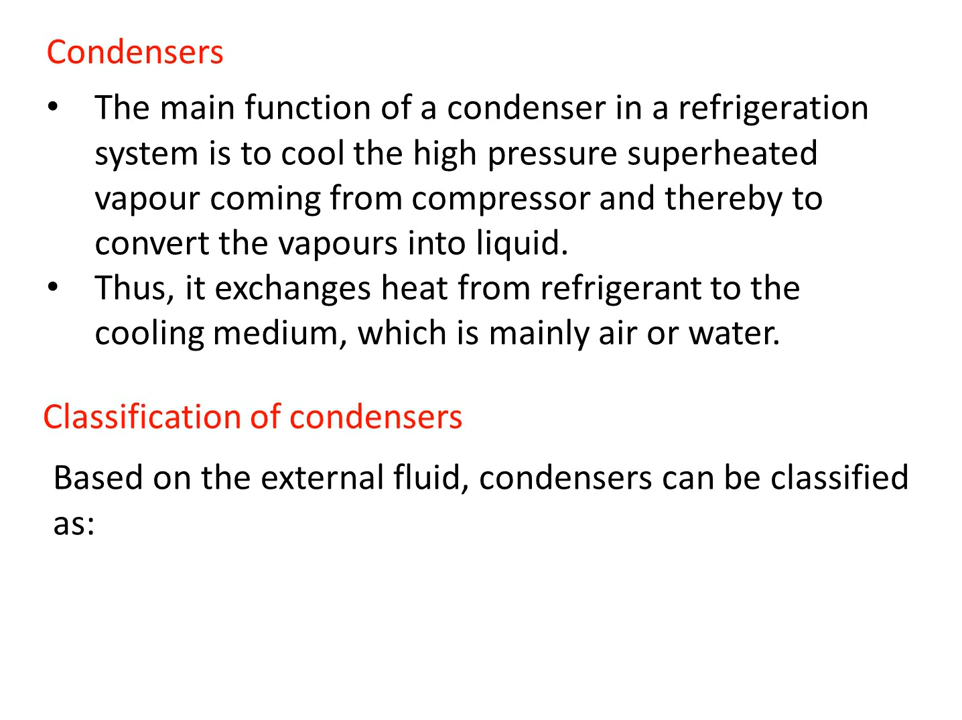 Condensers
• The main function of a condenser in a refrigeration
system is to cool the high pressure superheated
vapour coming from compressor and thereby to
convert the vapours into liquid.
• Thus, it exchanges heat from refrigerant to the
cooling medium, which is mainly air or water.
Classification of condensers
Based on the external fluid, condensers can be classified
as: